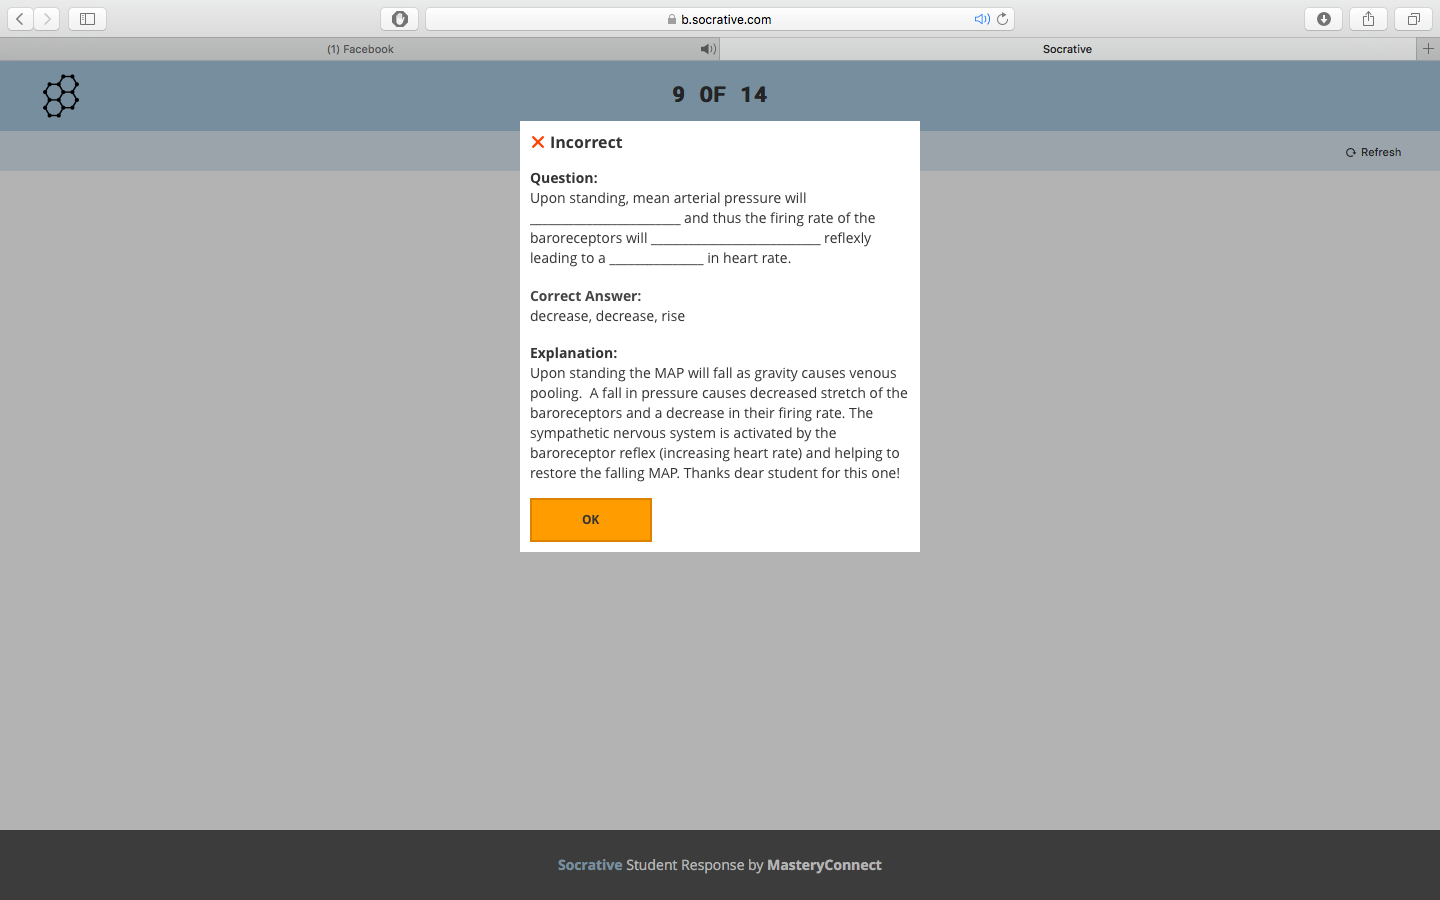 b.socrative.com
(1) Facebook
Socrative
9 OF 14
Refresh
Incorrect
Question:
Upon standing, mean arterial pressure will
________________________ and thus the firing rate of the
baroreceptors will ___________________________ reflexly
leading to a _______________ in heart rate.
Correct Answer:
decrease, decrease, rise
Explanation:
Upon standing the MAP will fall as gravity causes venous
pooling.  A fall in pressure causes decreased stretch of the
baroreceptors and a decrease in their firing rate. The
sympathetic nervous system is activated by the
baroreceptor reflex (increasing heart rate) and helping to
restore the falling MAP. Thanks dear student for this one!
OK
Socrative Student Response by MasteryConnect